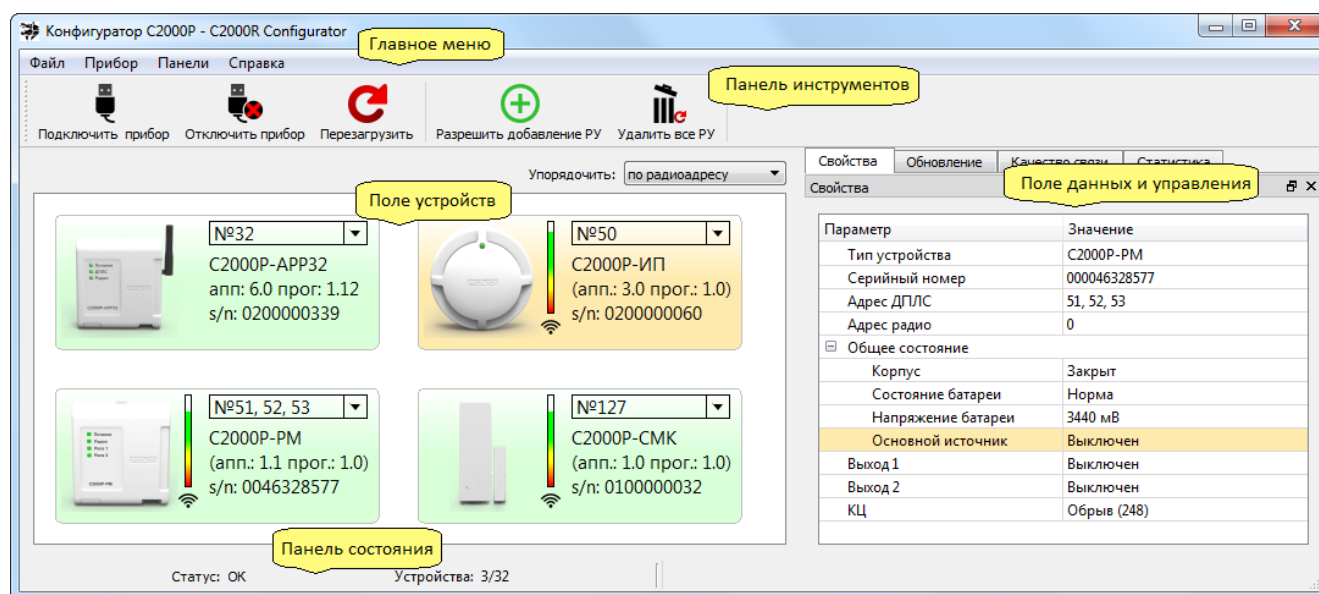 Конфигуратор С2000Р - C2000R Configurator
Главное меню
Файл Прибор Панели Справка
Панель инструментов
Подключить прибор Отключить прибор Перезагрузить Разрешить добавление РУ Удалить все РУ
Упорядочить: по радиоадресу
Поле устройств
№32
С2000Р-АРР32
апп: 6.0 прог: 1.12
s/n: 0200000339
№50
С2000Р-ИП
(апп.: 3.0 прог.: 1.0)
s/n: 0200000060
№51, 52, 53
С2000Р-РМ
(апп.: 1.1 прог.: 1.0)
s/n: 0046328577
№127
С2000Р-СМК
(апп.: 1.0 прог.: 1.0)
s/n: 0100000032
Свойства Обновление Качество связи Статистика
Поле данных и управления
Свойства
Параметр Значение
Тип устройства С2000Р-РМ
Серийный номер 000046328577
Адрес ДПЛС 51, 52, 53
Адрес радио 0
Общее состояние
Корпус Закрыт
Состояние батареи Норма
Напряжение батареи 3440 мВ
Основной источник Выключен
Выход 1 Выключен
Выход 2 Выключен
КЦ Обрыв (248)
Панель состояния
Статус: ОК Устройства: 3/32